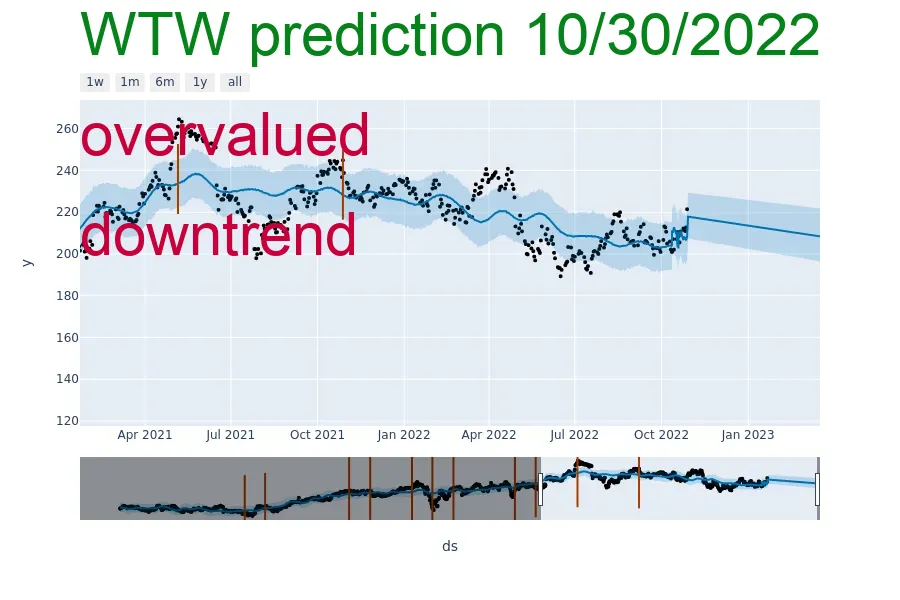 WTW prediction 10/30/2022
1w 1m 6m 1y all
overvalued
downtrend
260
240
220
200
180
160
140
120
y
Apr 2021 Jul 2021 Oct 2021 Jan 2022 Apr 2022 Jul 2022 Oct 2022 Jan 2023
ds